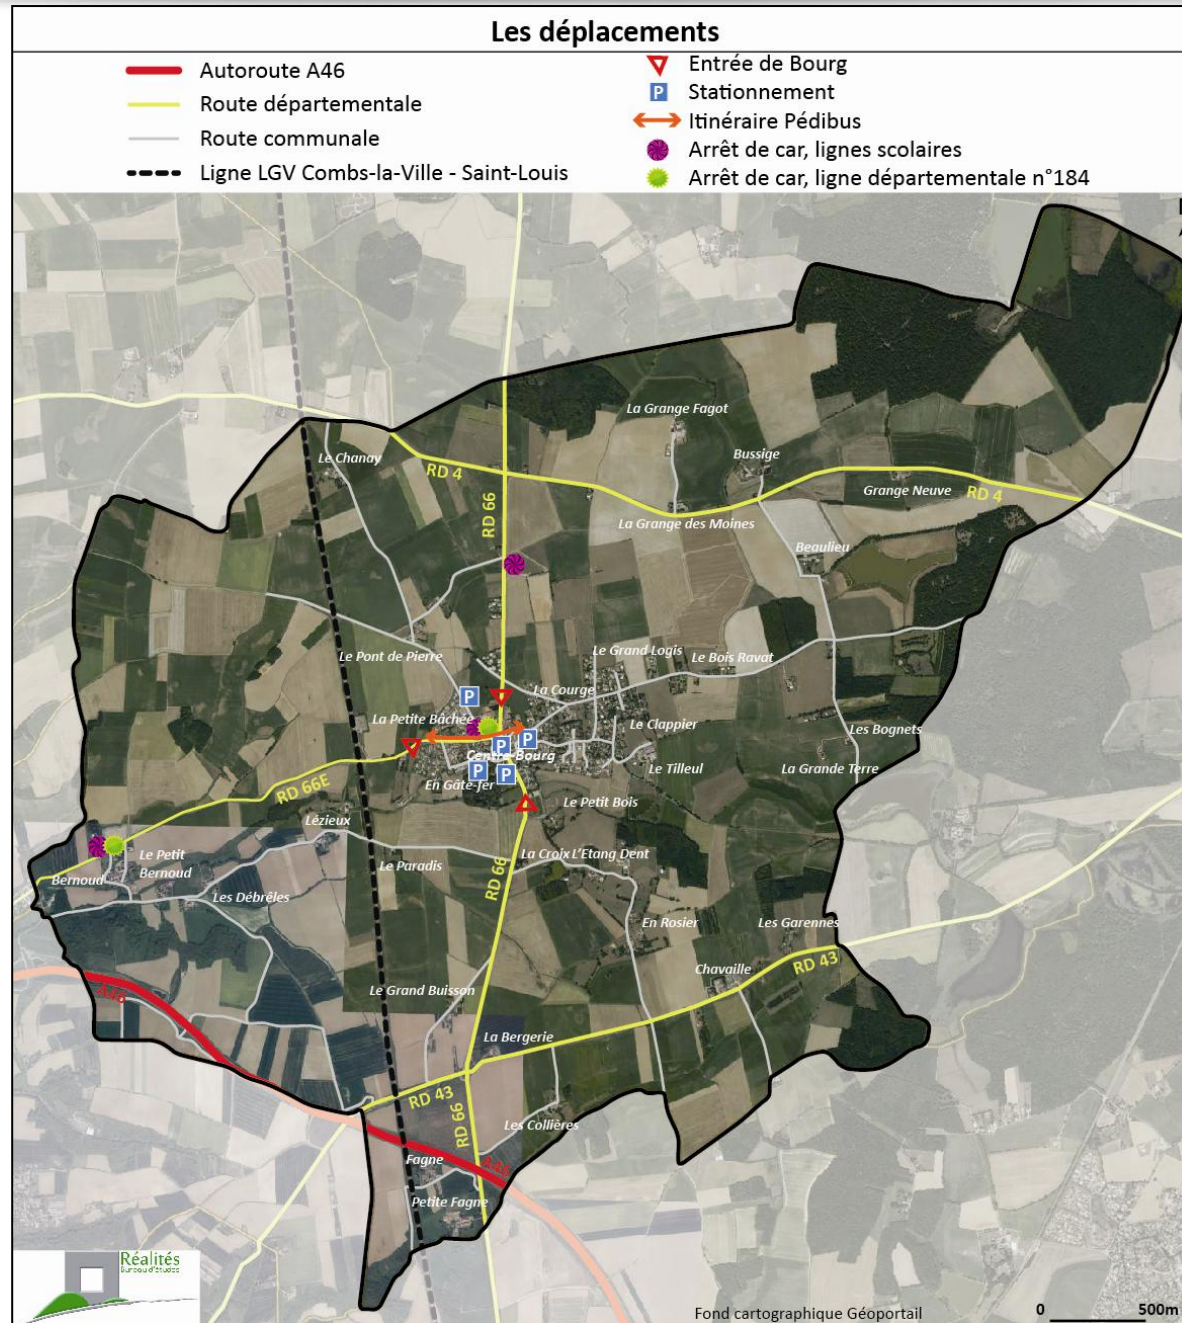 Les déplacements
Autoroute A46
Route départementale
Route communale
Ligne LGV Combs-la-Ville - Saint-Louis
Entrée de Bourg
P Stationnement
Itinéraire Pédibus
Arrêt de car, lignes scolaires
Arrêt de car, ligne départementale n°184
La Grange Fagot
Le Chanay
Bussige
RD 4
Grange Neuve
RD 4
RD 66
La Grange des Moines
Beaulieu
Le Pont de Pierre
Le Grand Logis
Le Bois Ravat
P
La Courge
La Petite Bâchée
Le Clappier
Les Bognets
P
P
Centre Bourg
P
P
Le Tilleul
La Grande Terre
En Gâte-fer
RD 66E
Le Petit Bois
Lézieux
Le Petit
Bernoud
Bernoud
Le Paradis
La Croix
L'Etang Dent
RD 66
Les Débrêles
En Rosier
Les Garennes
Chavaille
RD 43
A46
Le Grand Buisson
La Bergerie
RD 43
RD 66
Les Collières
Fagne
A46
Petite Fagne
Réalités
Bureau d'études
Fond cartographique Géoportail
0
500m